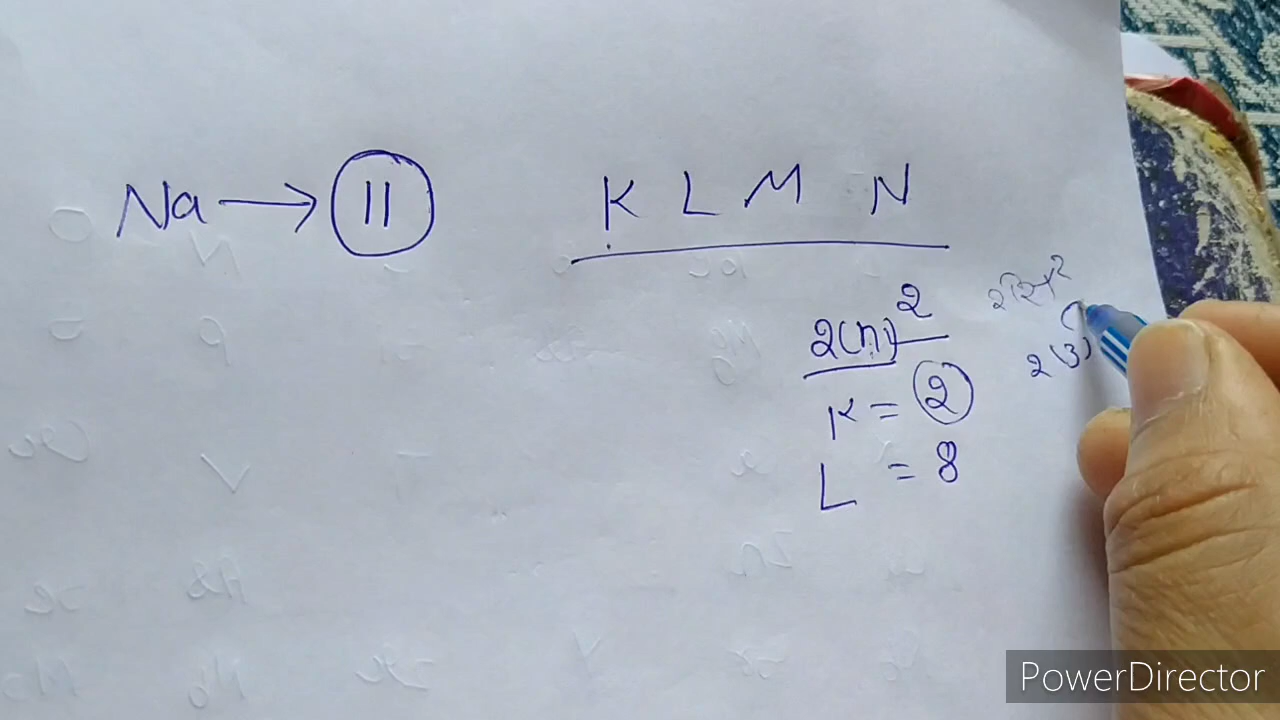 Na → 11
K L M N
2(n)²
2(2)²
2(3)
K = 2
L = 8
PowerDirector